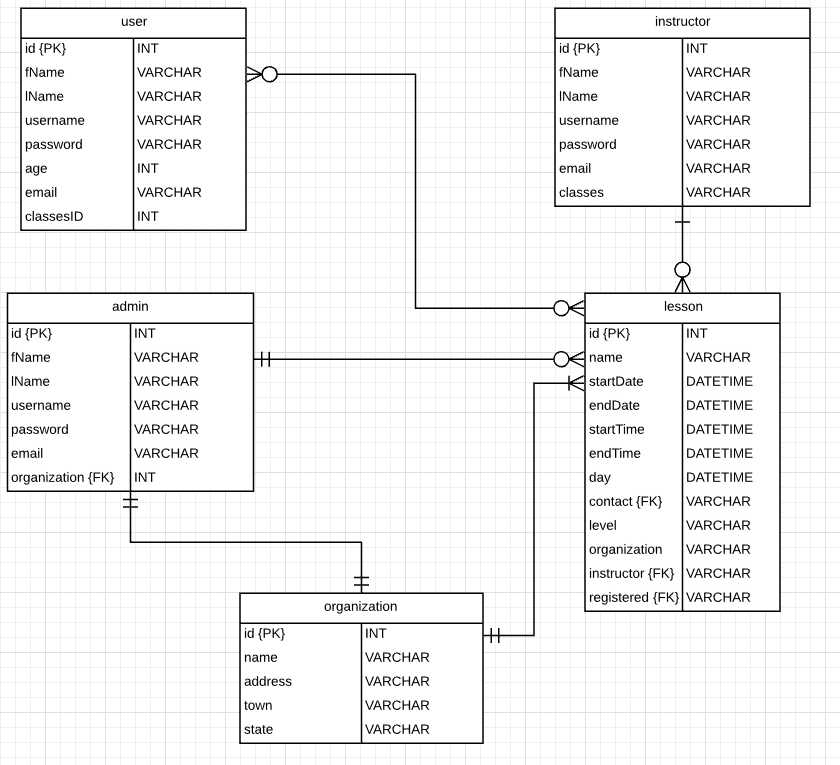 user
id {PK} INT
fName VARCHAR
lName VARCHAR
username VARCHAR
password VARCHAR
age INT
email VARCHAR
classesID INT
instructor
id {PK} INT
fName VARCHAR
lName VARCHAR
username VARCHAR
password VARCHAR
email VARCHAR
classes VARCHAR
admin
id {PK} INT
fName VARCHAR
lName VARCHAR
username VARCHAR
password VARCHAR
email VARCHAR
organization {FK} INT
lesson
id {PK} INT
name VARCHAR
startDate DATETIME
endDate DATETIME
startTime DATETIME
endTime DATETIME
day DATETIME
contact {FK} VARCHAR
level VARCHAR
organization VARCHAR
instructor {FK} VARCHAR
registered {FK} VARCHAR
organization
id {PK} INT
name VARCHAR
address VARCHAR
town VARCHAR
state VARCHAR